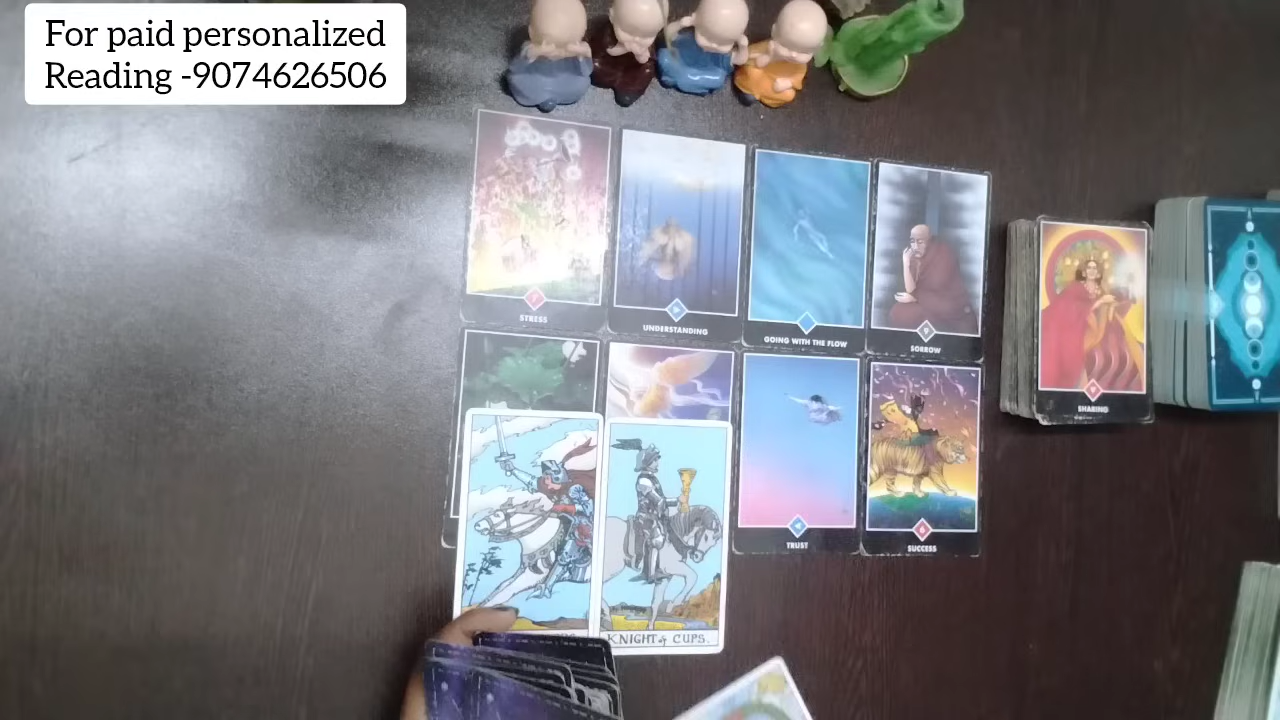 For paid personalized
Reading -9074626506
STRESS
UNDERSTANDING
GOING WITH THE FLOW
SORROW
SHARING
TRUST
SUCCESS
KNIGHT of CUPS.